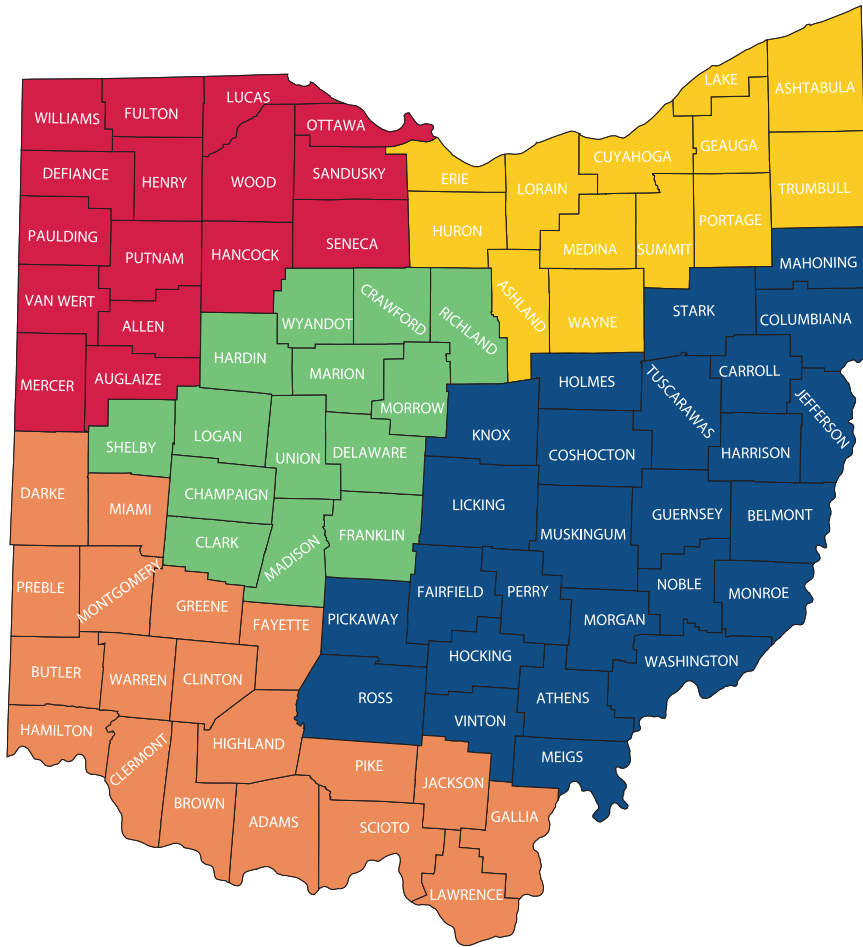 LAKE
ASHTABULA
LUCAS
FULTON
WILLIAMS
OTTAWA
GEAUGA
CUYAHOGA
DEFIANCE
SANDUSKY
HENRY
WOOD
ERIE
LORAIN
TRUMBULL
PORTAGE
PAULDING
HURON
SENECA
MEDINA
SUMMIT
PUTNAM
HANCOCK
MAHONING
VAN WERT
ALLEN
WYANDOT
CRAWFORD
RICHLAND
ASHLAND
WAYNE
STARK
COLUMBIANA
HARDIN
MERCER
AUGLAIZE
MARION
HOLMES
TUSCARAWAS
CARROLL
JEFFERSON
MORROW
SHELBY
LOGAN
KNOX
UNION
DELAWARE
COSHOCTON
HARRISON
DARKE
MIAMI
CHAMPAIGN
LICKING
GUERNSEY
BELMONT
CLARK
MADISON
FRANKLIN
MUSKINGUM
PREBLE
MONTGOMERY
GREENE
FAIRFIELD
PERRY
NOBLE
MONROE
FAYETTE
PICKAWAY
MORGAN
HOCKING
WASHINGTON
BUTLER
WARREN
CLINTON
ROSS
ATHENS
VINTON
HAMILTON
CLERMONT
HIGHLAND
PIKE
MEIGS
JACKSON
BROWN
ADAMS
SCIOTO
GALLIA
LAWRENCE